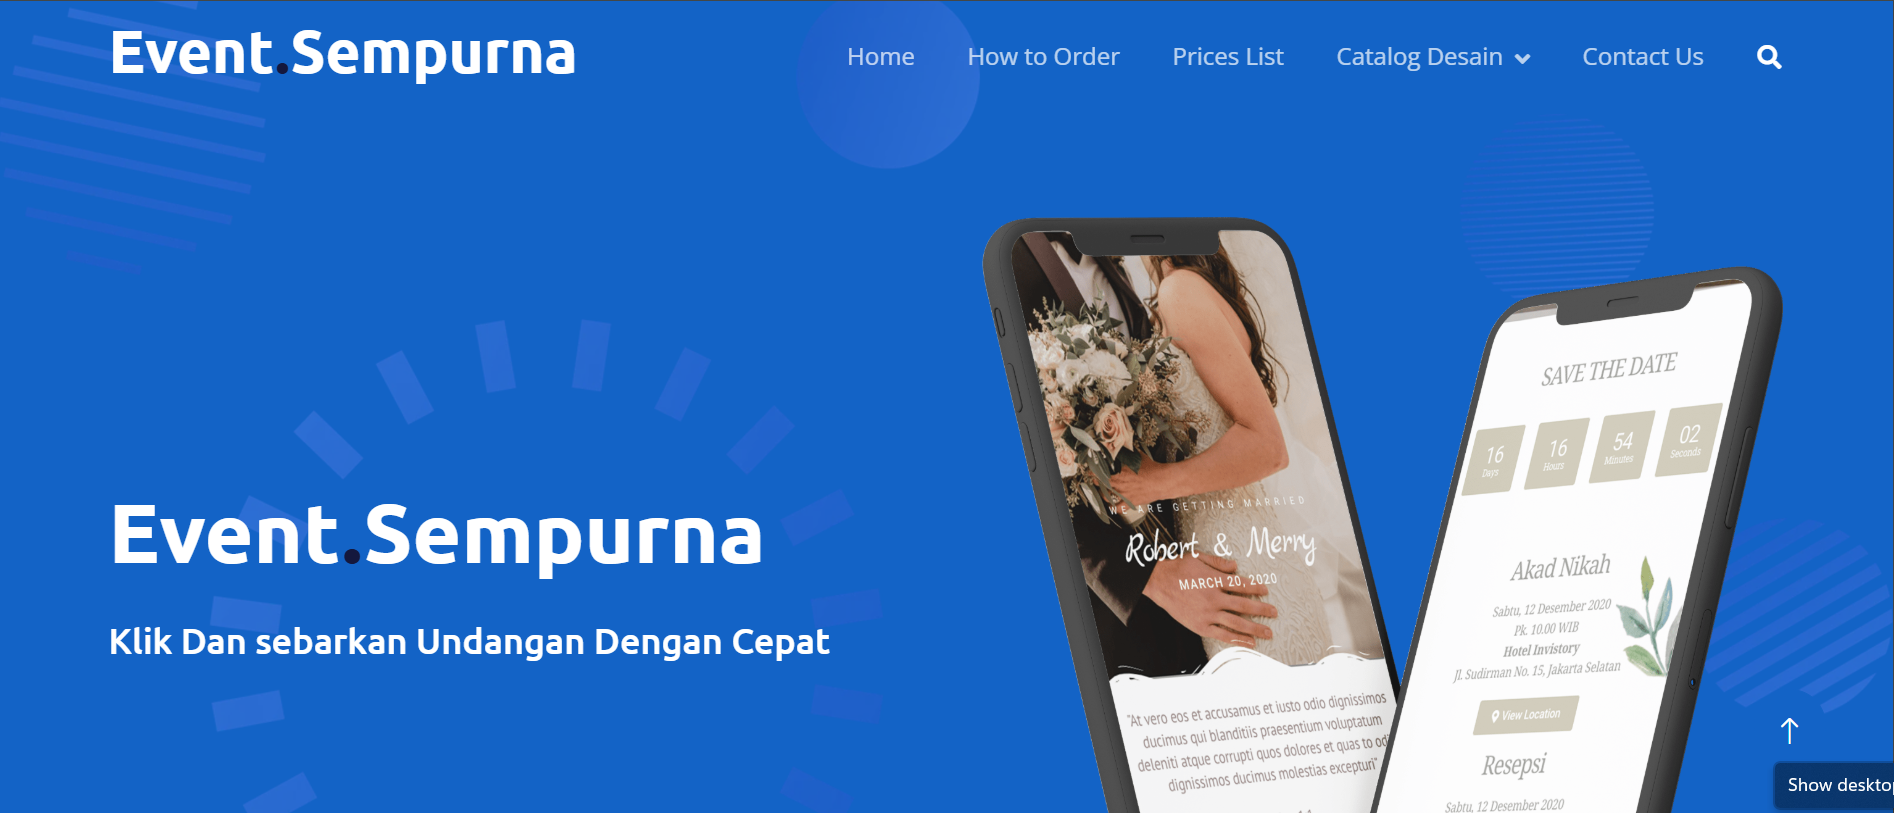 Event.Sempurna
Home
How to Order
Prices List
Catalog Desain
Contact Us
Event.Sempurna
Klik Dan sebarkan Undangan Dengan Cepat
WE ARE GETTING MARRIED
Robert & Merry
MARCH 20, 2020
"At vero eos et accusamus et iusto odio dignissimos
ducimus qui blanditiis praesentium voluptatum
deleniti atque corrupti quos dolores et quas to odi
dignissimos ducimus molestias excepturi"
SAVE THE DATE
16 16 54 02
Days Hours Minutes Seconds
Akad Nikah
Sabtu, 12 Desember 2020
Pk. 10.00 WIB
Hotel Invistory
Jl. Sudirman No. 15, Jakarta Selatan
View Location
Resepsi
Sabtu, 12 Desember 2020
Show deskto